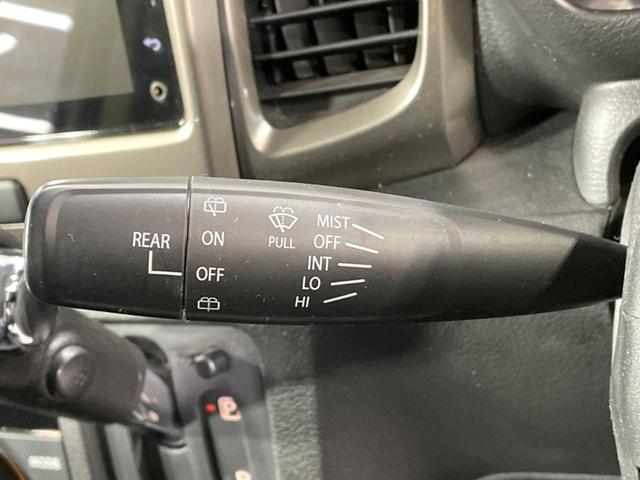 MIST
REAR
ON
PULL
OFF
OFF
INT
LO
HI
P